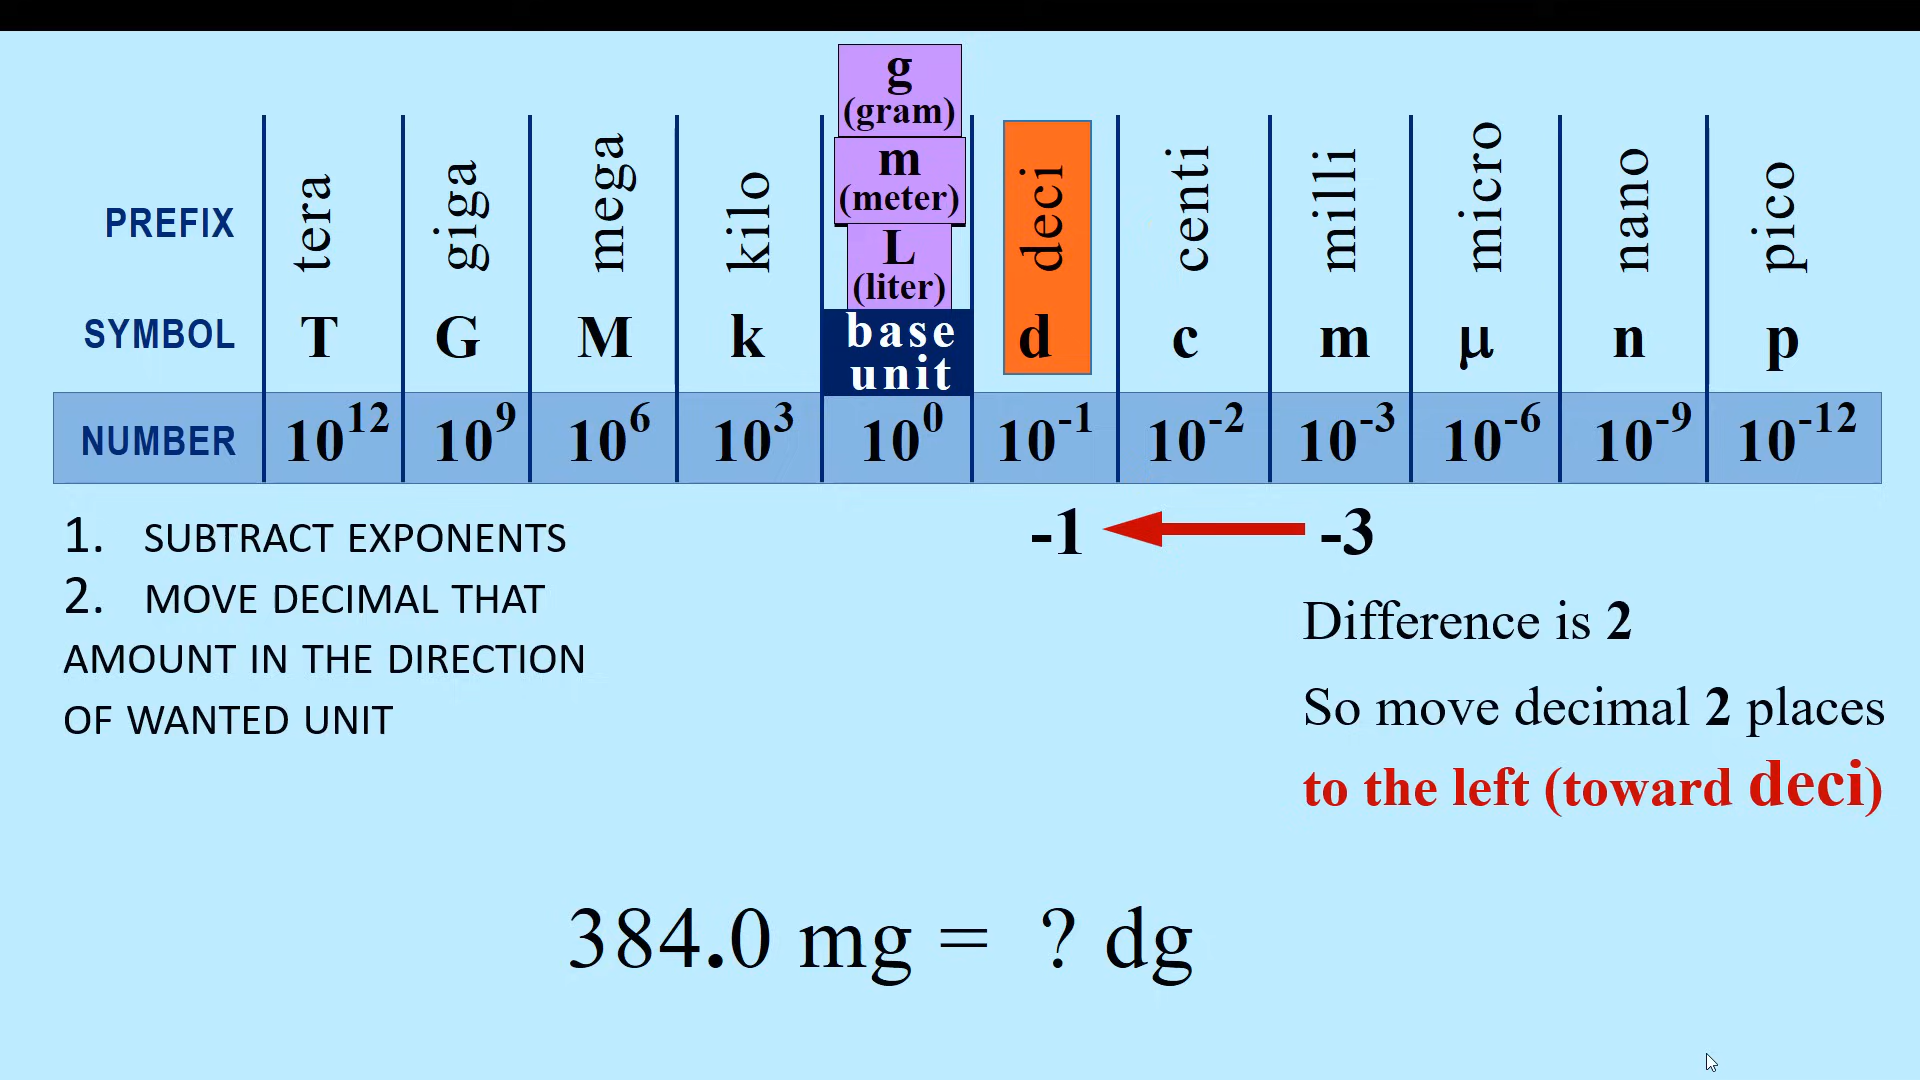 g
(gram)
m
(meter)
L
(liter)
PREFIX tera giga mega kilo deci centi milli micro nano pico
SYMBOL T G M k base unit d c m μ n p
NUMBER 10^12 10^9 10^6 10^3 10^0 10^-1 10^-2 10^-3 10^-6 10^-9 10^-12
1. SUBTRACT EXPONENTS
2. MOVE DECIMAL THAT
AMOUNT IN THE DIRECTION
OF WANTED UNIT
-1 -3
Difference is 2
So move decimal 2 places
to the left (toward deci)
384.0 mg = ? dg